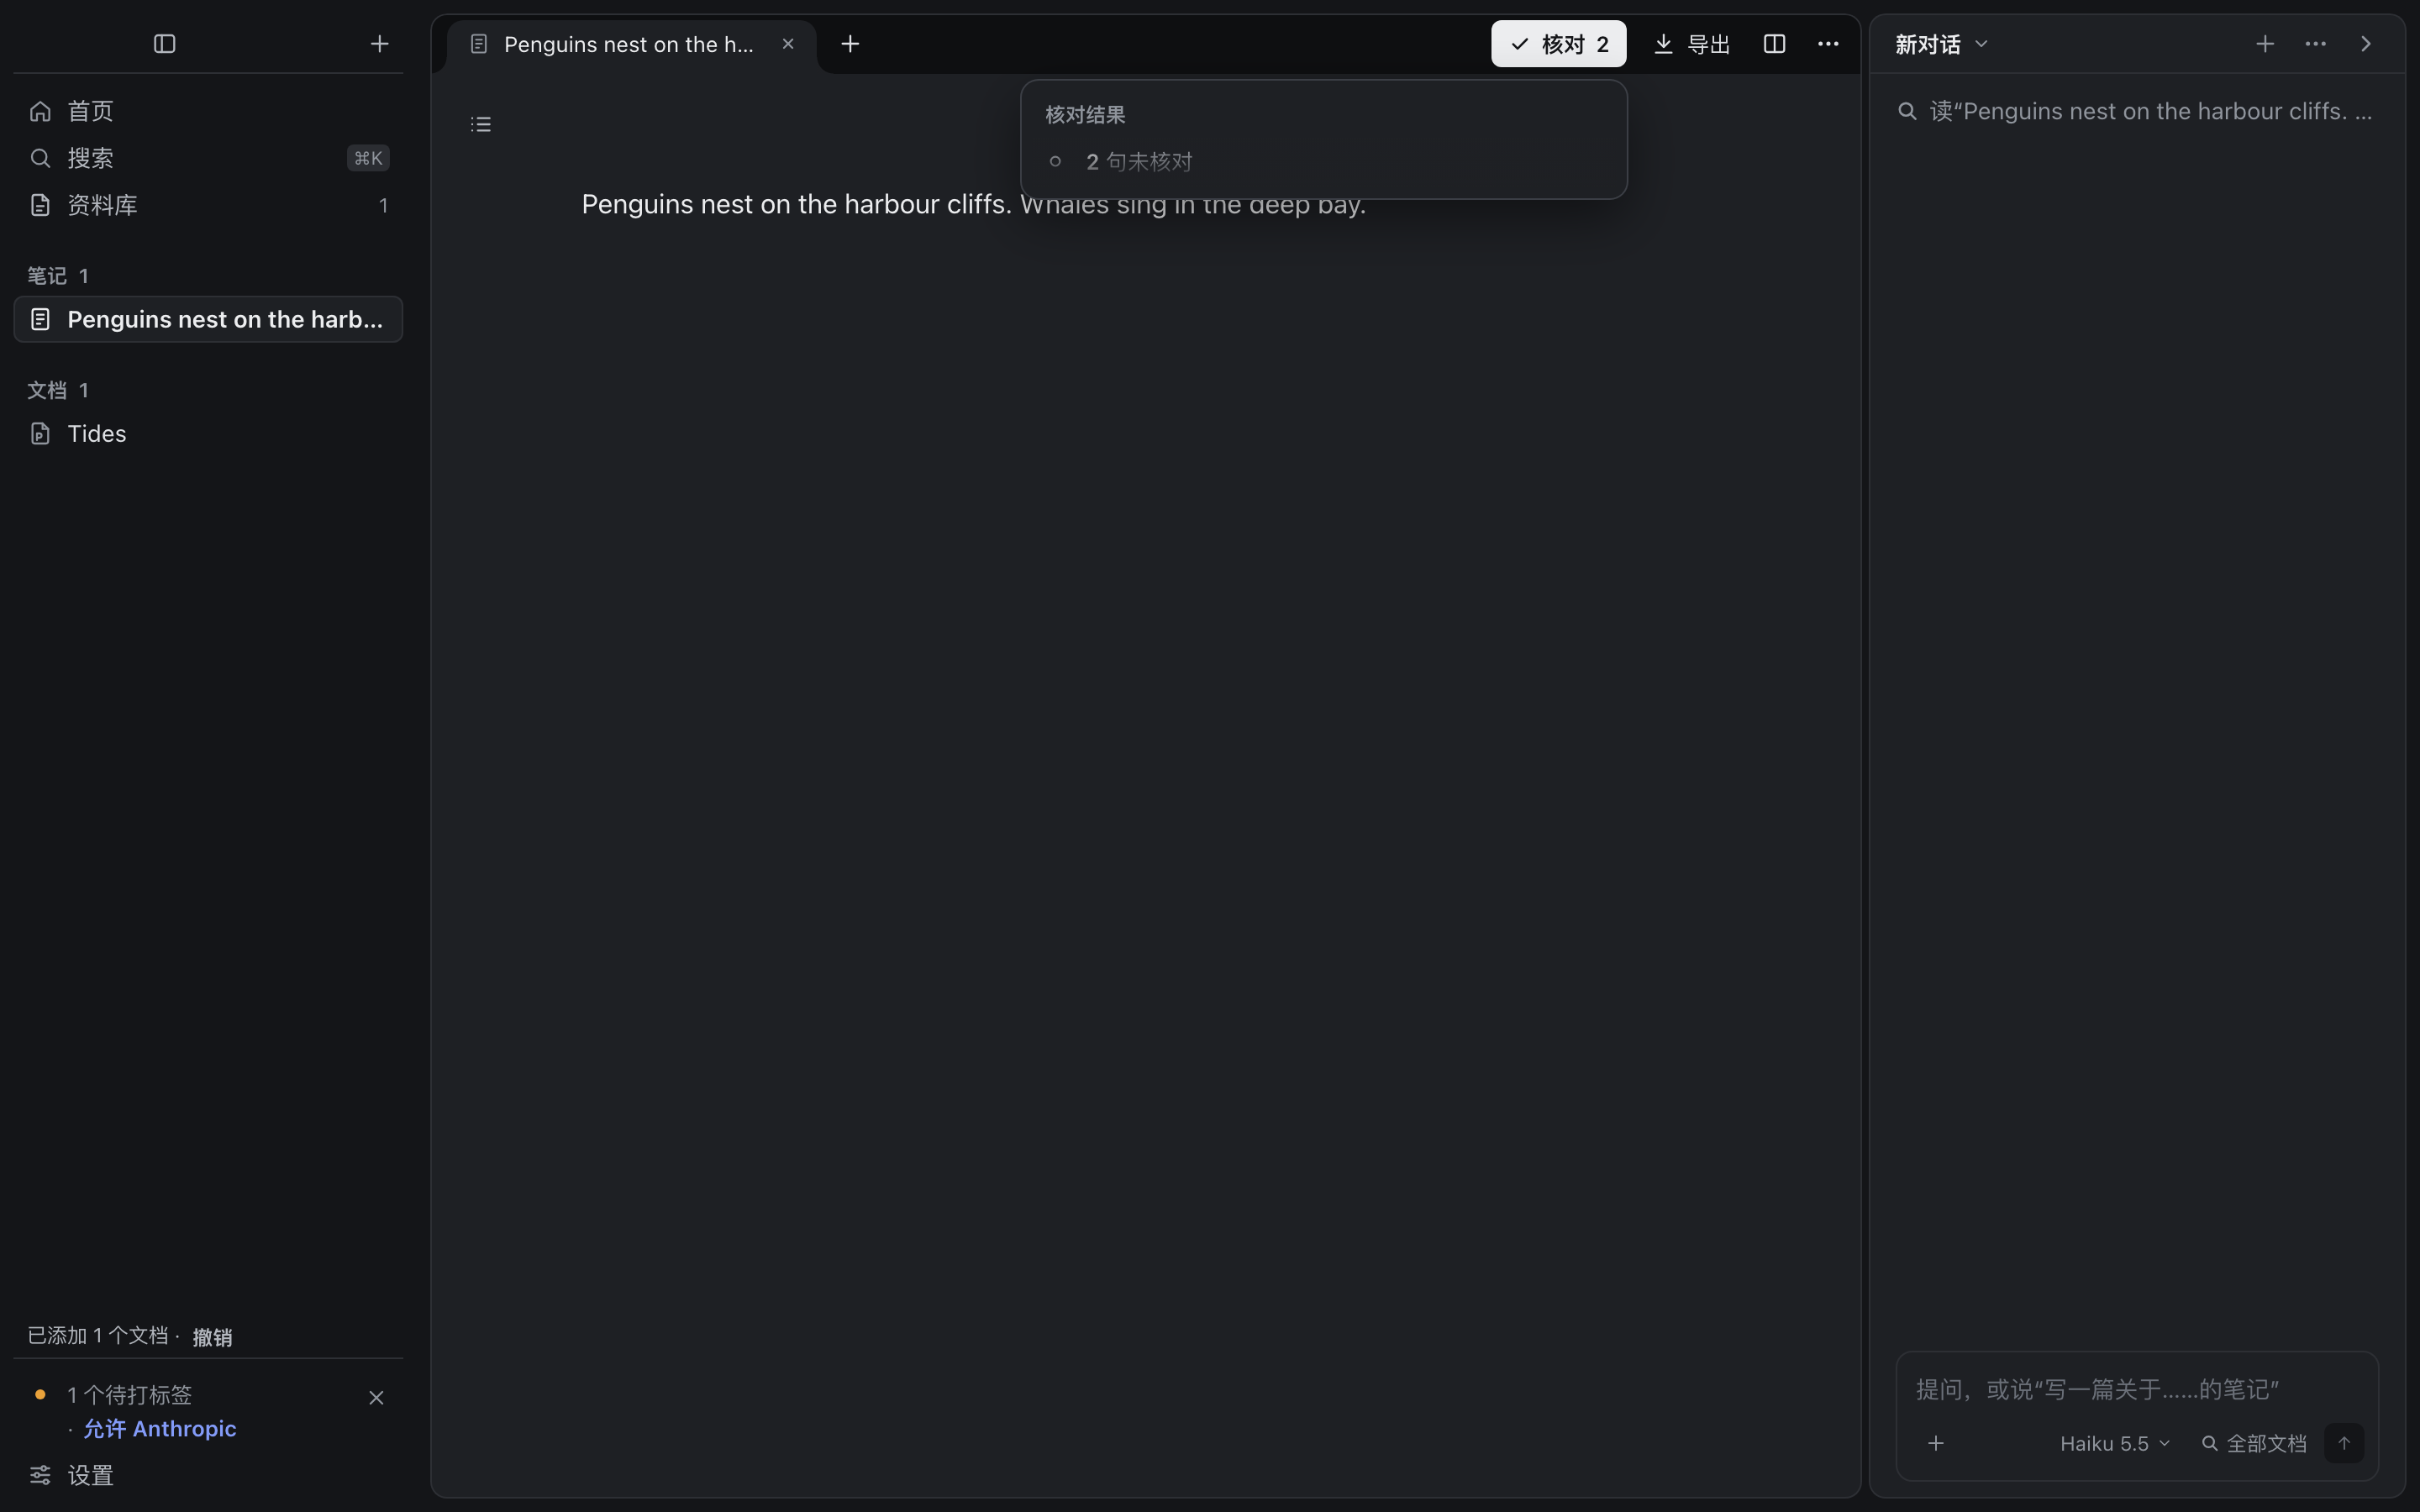 首页
搜索 ⌘K
资料库 1
笔记 1
Penguins nest on the harb...
文档 1
Tides
已添加 1 个文档 · 撤销
1 个待打标签
· 允许 Anthropic
设置
Penguins nest on the h...
核对 2
导出
核对结果
2 句未核对
Penguins nest on the harbour cliffs. Whales sing in the deep bay.
新对话
读“Penguins nest on the harbour cliffs. ...
提问，或说“写一篇关于……的笔记”
Haiku 5.5 全部文档